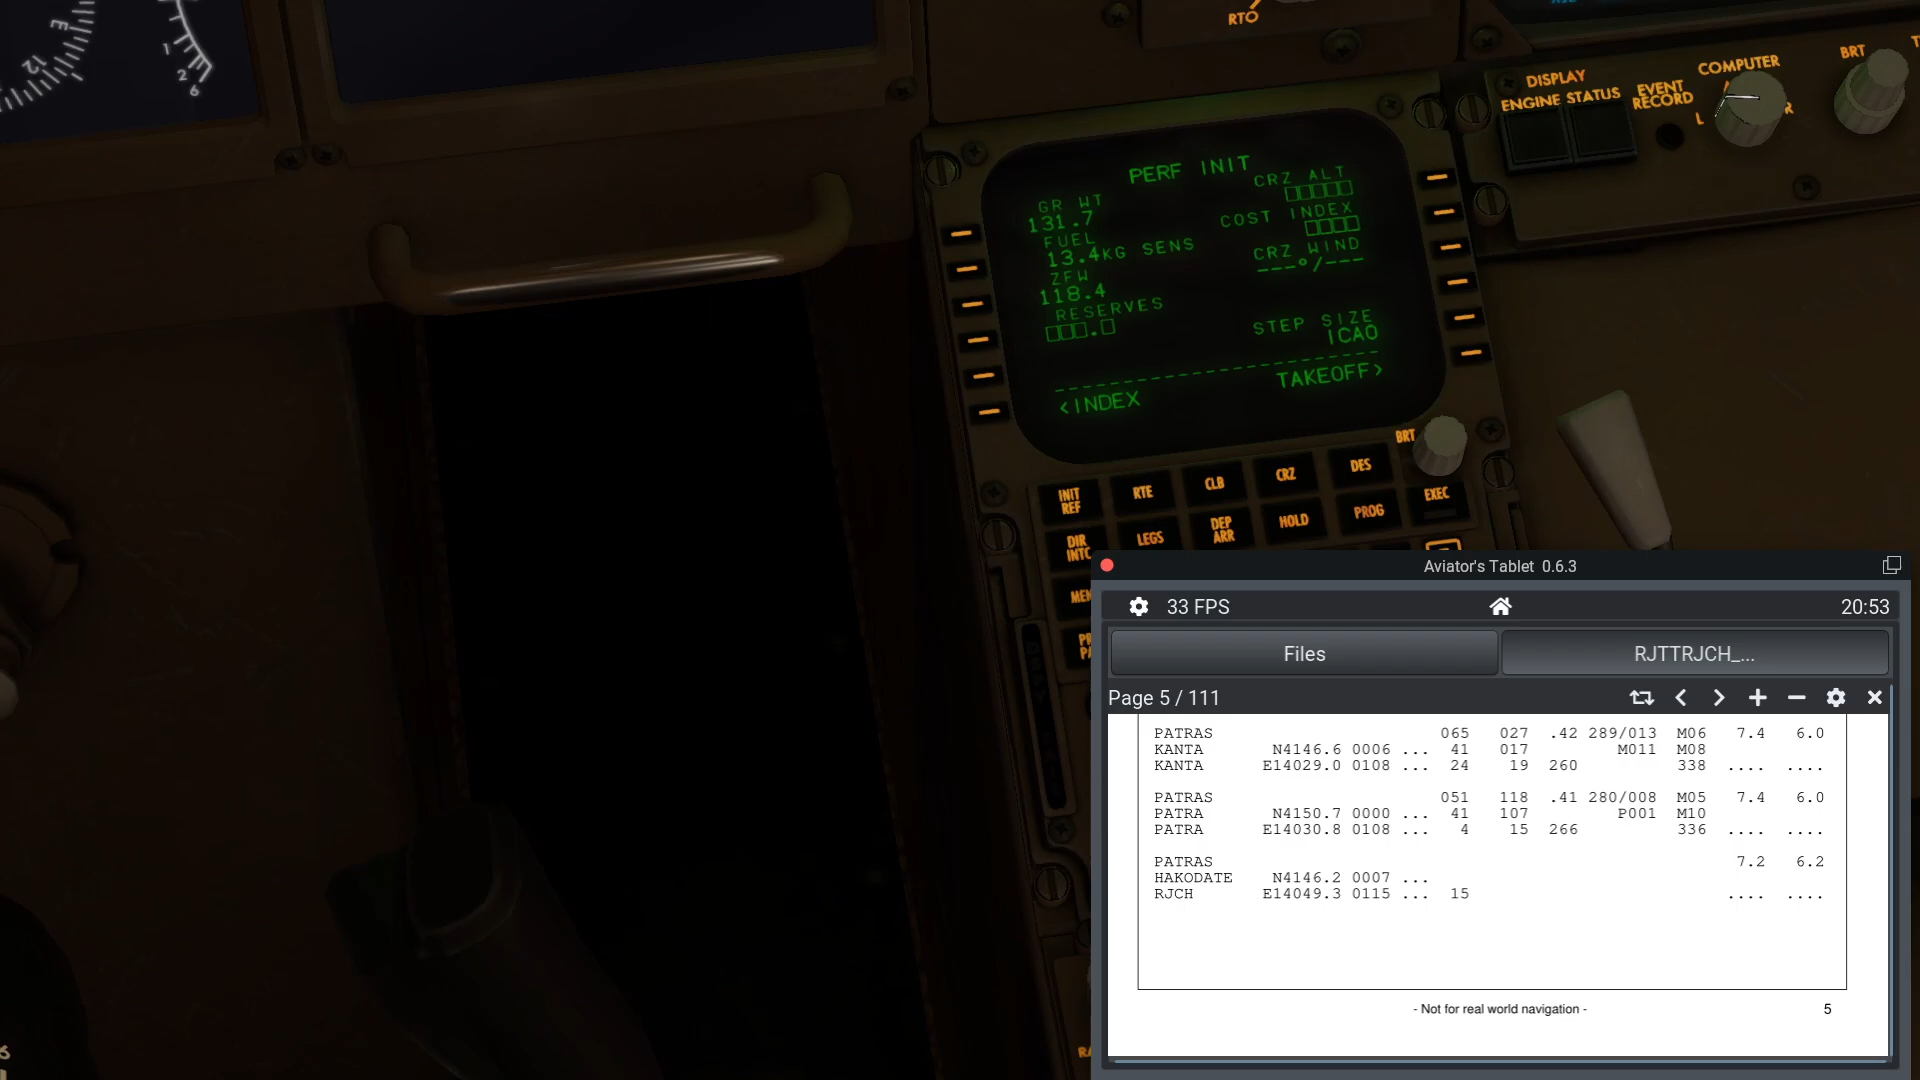 RTO
E
12
1
2
6
DISPLAY
ENGINE STATUS
EVENT
RECORD
COMPUTER
L
R
BRT
PERF INIT
GR WT
131.7
CRZ ALT
FUEL
13.4KG SENS
COST INDEX
ZFW
118.4
CRZ WIND
---°/---
RESERVES
STEP SIZE
ICAO
<INDEX
TAKEOFF>
BRT
INIT
REF
RTE
CLB
CRZ
DES
DIR
INTC
LEGS
DEP
ARR
HOLD
PROG
EXEC
Aviator's Tablet 0.6.3
33 FPS
20:53
Files
RJTTRJCH_...
Page 5 / 111
PATRAS 065 027 .42 289/013 M06 7.4 6.0
KANTA N4146.6 0006 ... 41 017 M011 M08
KANTA E14029.0 0108 ... 24 19 260 338 .... ....
PATRAS 051 118 .41 280/008 M05 7.4 6.0
PATRA N4150.7 0000 ... 41 107 P001 M10
PATRA E14030.8 0108 ... 4 15 266 336 .... ....
PATRAS 7.2 6.2
HAKODATE N4146.2 0007 ...
RJCH E14049.3 0115 ... 15 .... ....
- Not for real world navigation -
5